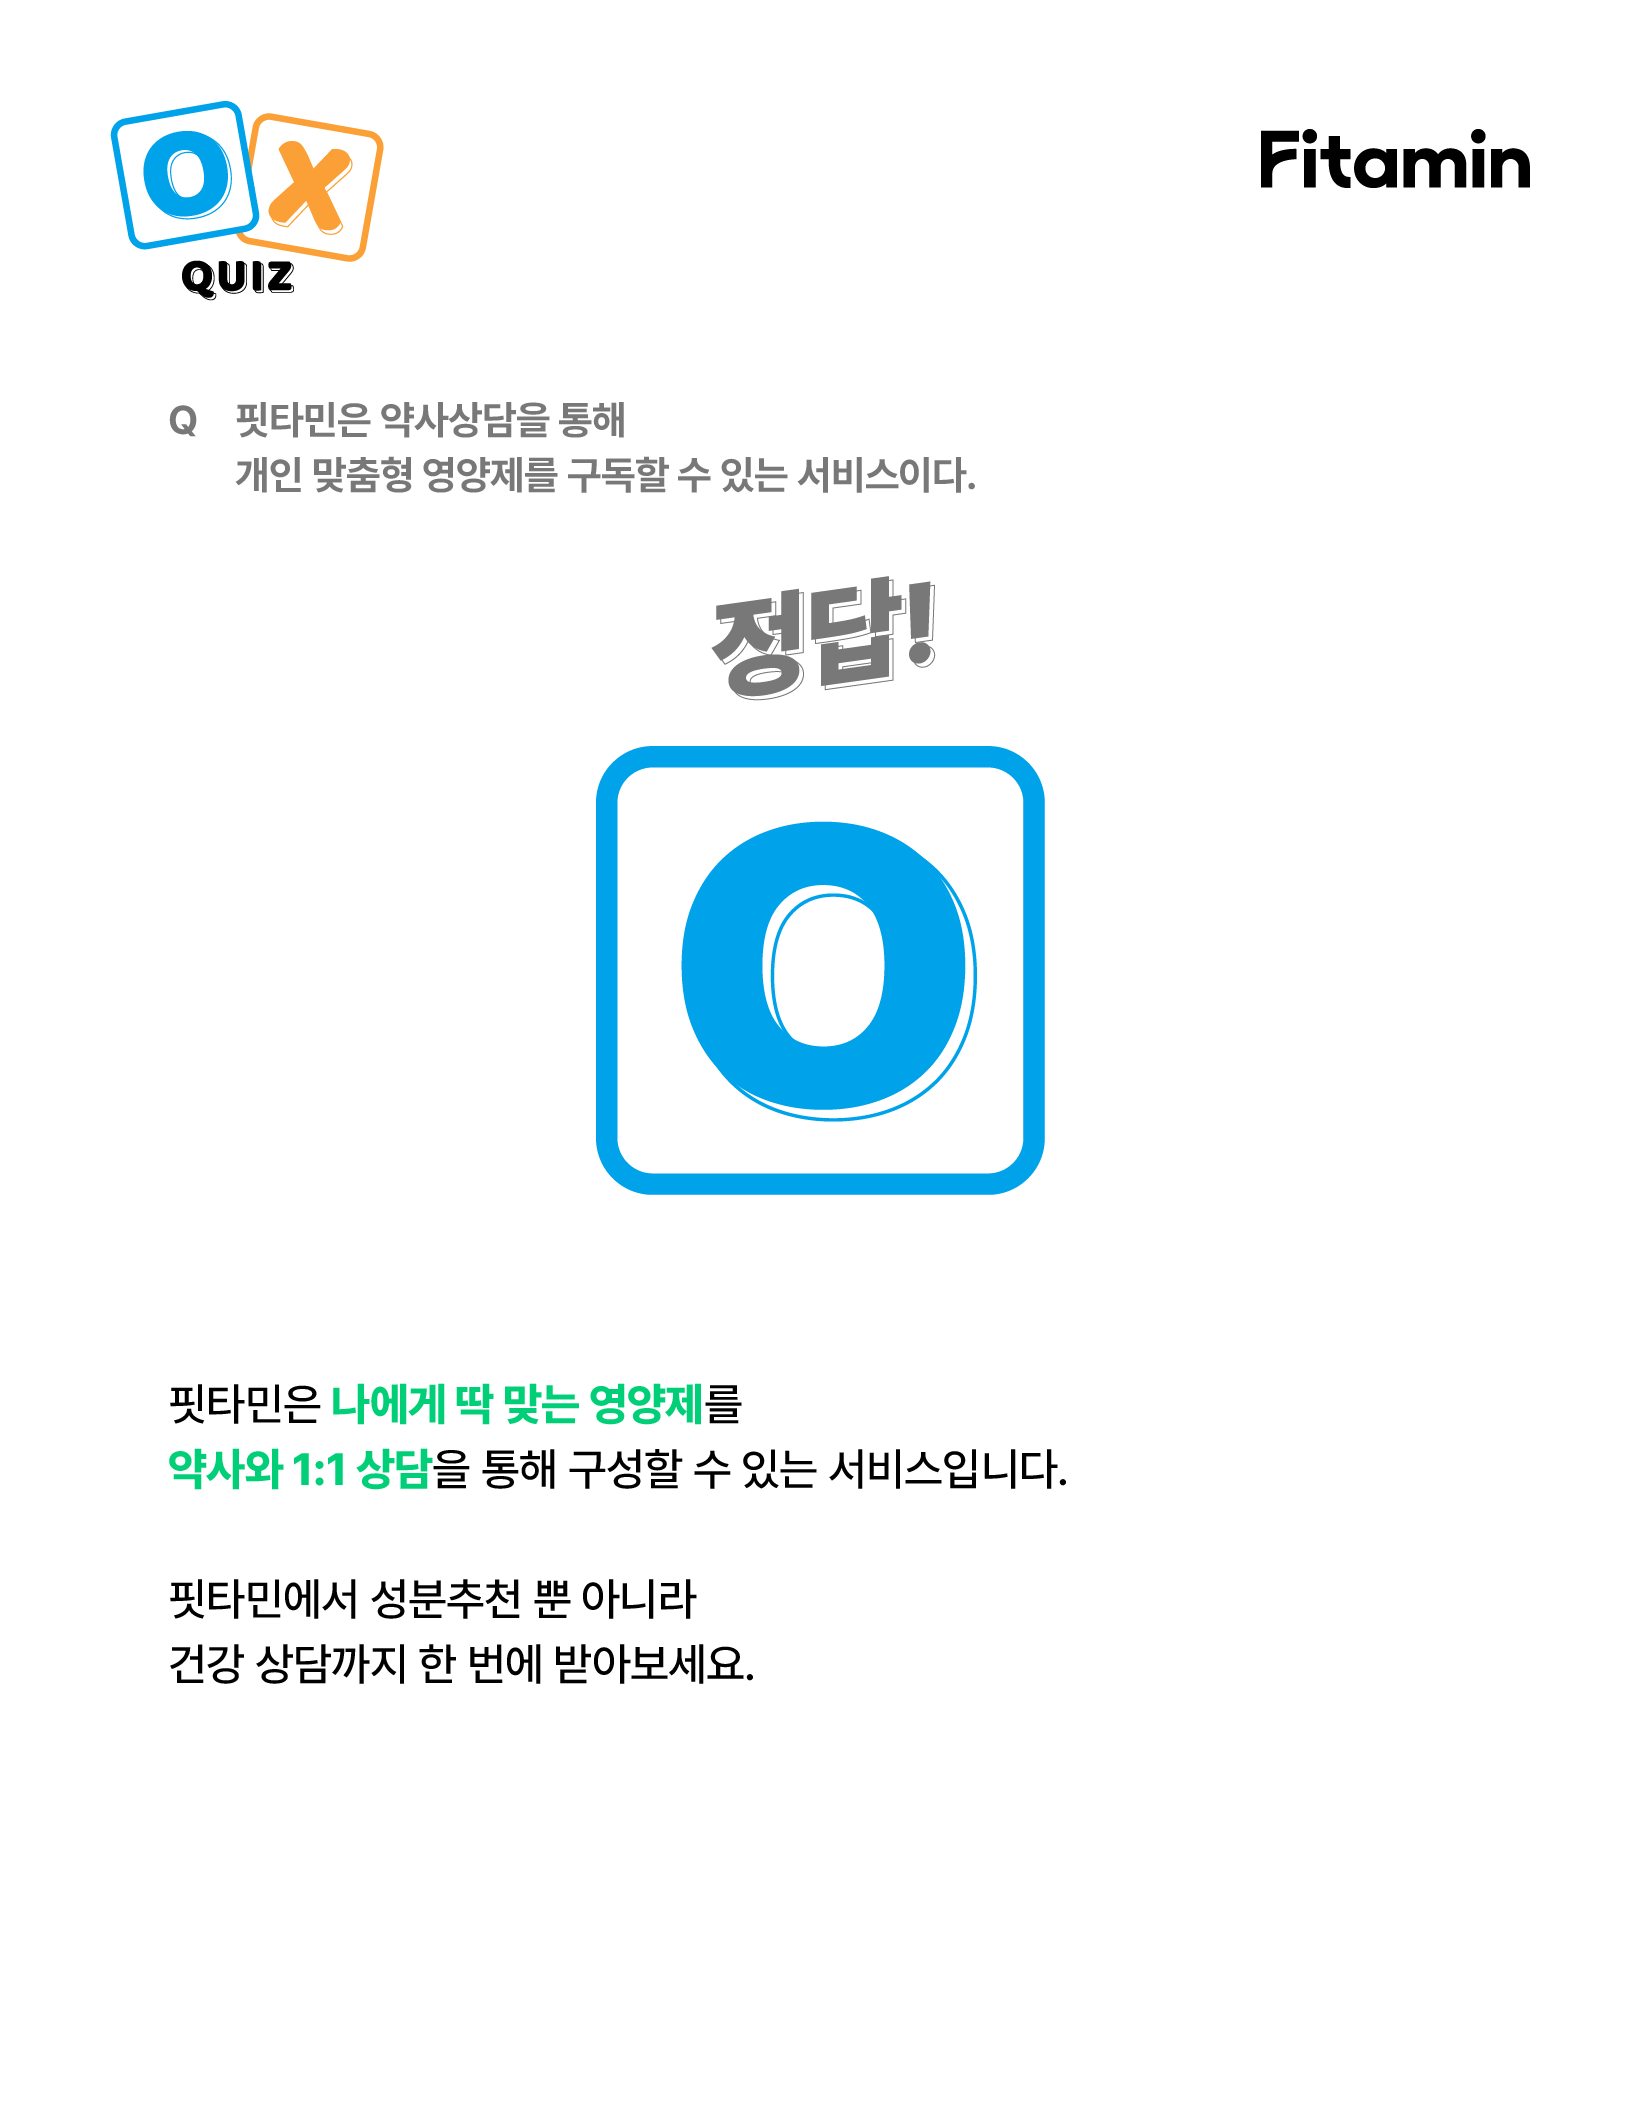 O X
QUIZ
Fitamin
Q 핏타민은 약사상담을 통해
개인 맞춤형 영양제를 구독할 수 있는 서비스이다.
정답!
O
핏타민은 나에게 딱 맞는 영양제를
약사와 1:1 상담을 통해 구성할 수 있는 서비스입니다.
핏타민에서 성분추천 뿐 아니라
건강 상담까지 한 번에 받아보세요.